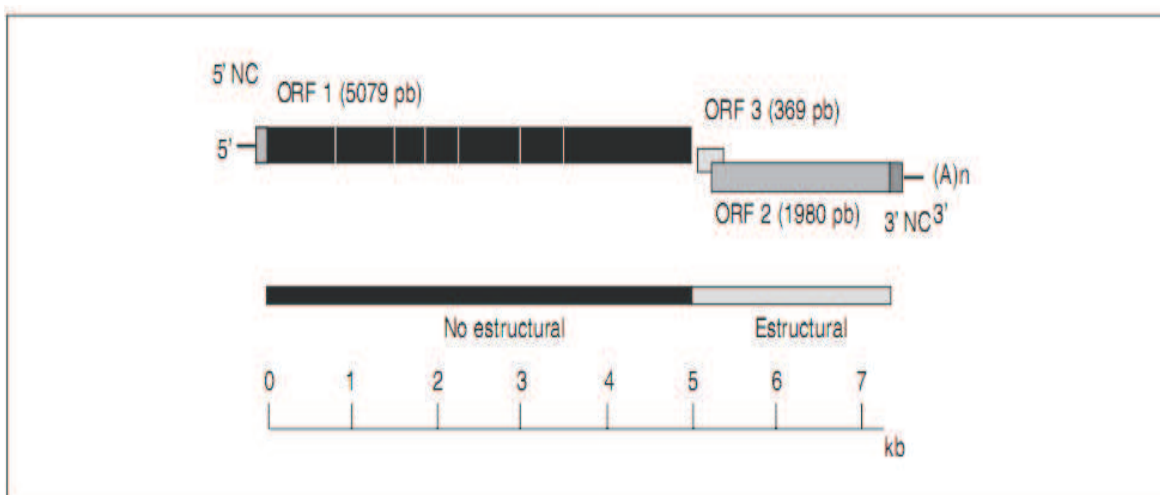 5' NC
ORF 1 (5079 pb)
ORF 3 (369 pb)
5'
(A)n
ORF 2 (1980 pb)
3' NC 3'
No estructural
Estructural
0 1 2 3 4 5 6 7
kb